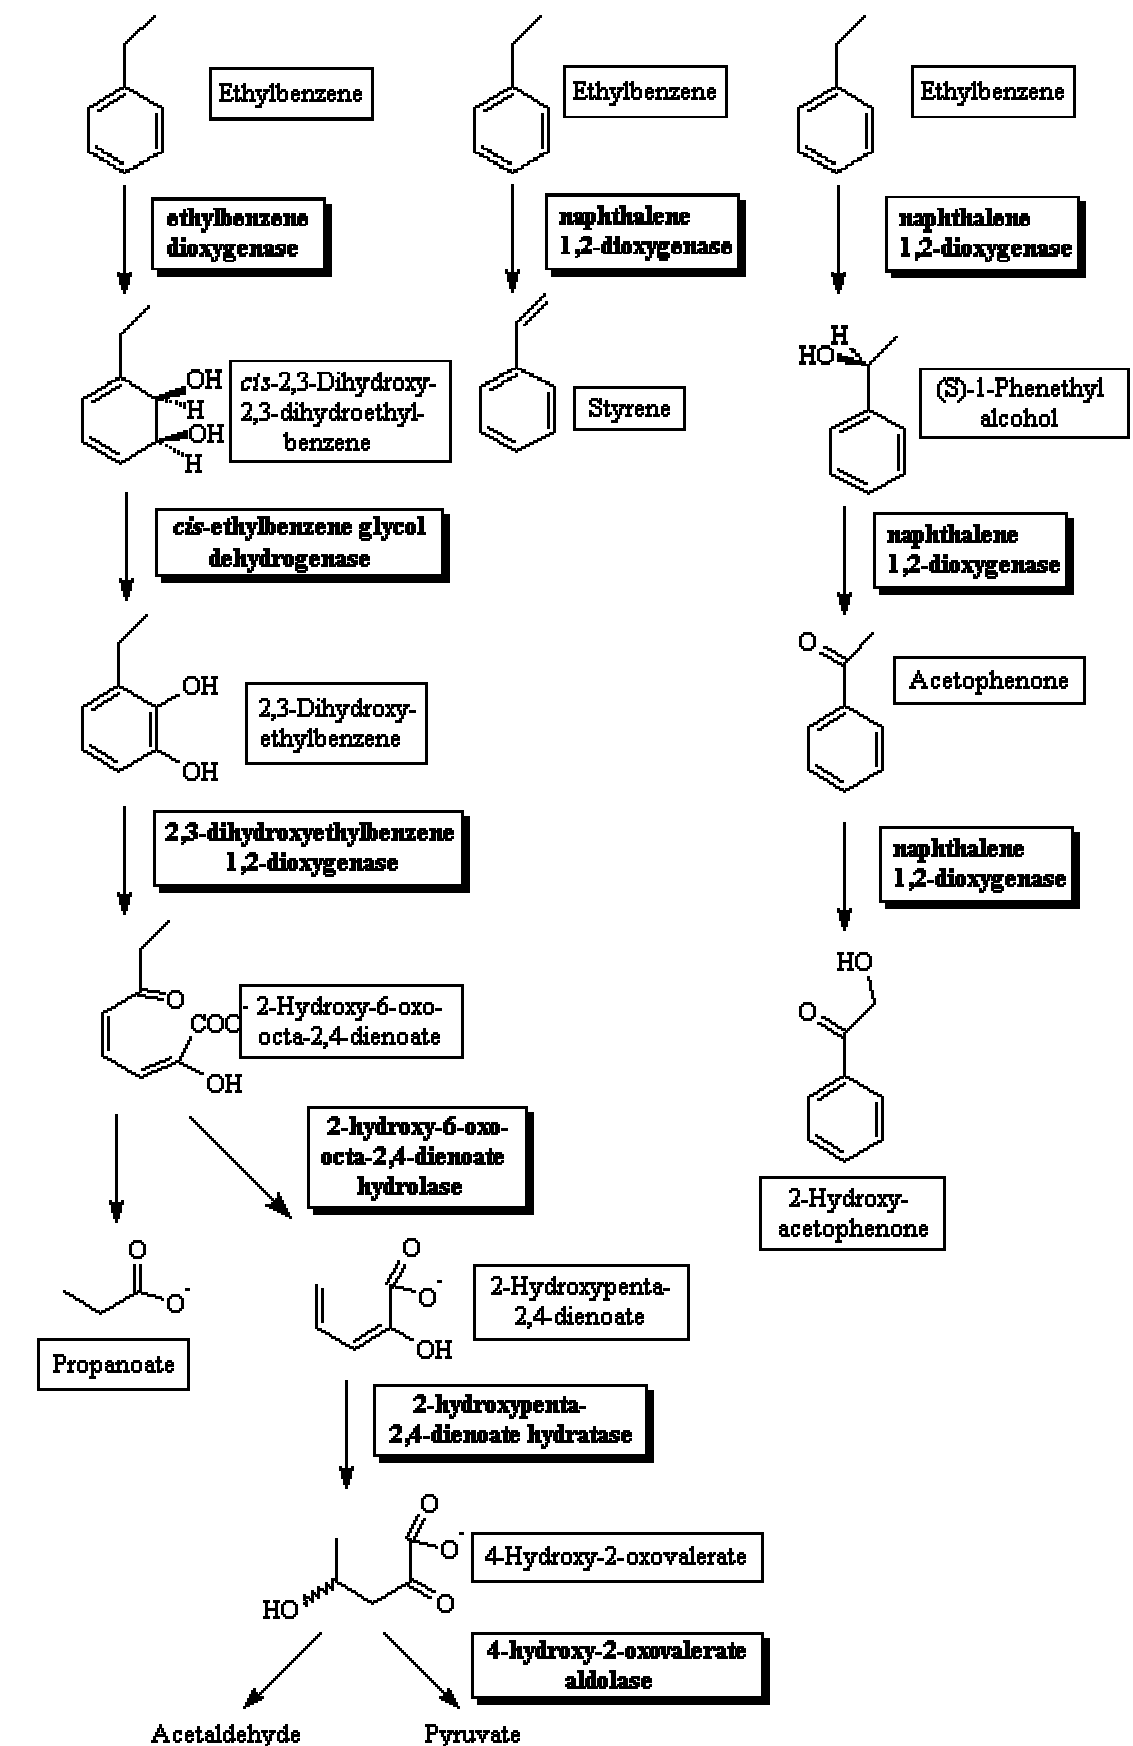 Ethylbenzene
Ethylbenzene
Ethylbenzene
ethylbenzene
dioxygenase
naphthalene
1,2-dioxygenase
naphthalene
1,2-dioxygenase
OH
H
OH
H
cis-2,3-Dihydroxy-
2,3-dihydroethyl-
benzene
Styrene
H
HO
(S)-1-Phenethyl
alcohol
cis-ethylbenzene glycol
dehydrogenase
naphthalene
1,2-dioxygenase
OH
OH
2,3-Dihydroxy-
ethylbenzene
O
Acetophenone
2,3-dihydroxyethylbenzene
1,2-dioxygenase
naphthalene
1,2-dioxygenase
O
COO-
OH
2-Hydroxy-6-oxo-
octa-2,4-dienoate
HO
O
2-hydroxy-6-oxo-
octa-2,4-dienoate
hydrolase
2-Hydroxy-
acetophenone
O
O-
Propanoate
O
O-
OH
2-Hydroxypenta-
2,4-dienoate
2-hydroxypenta-
2,4-dienoate hydratase
O
O-
HO
O
4-Hydroxy-2-oxovalerate
4-hydroxy-2-oxovalerate
aldolase
Acetaldehyde
Pyruvate